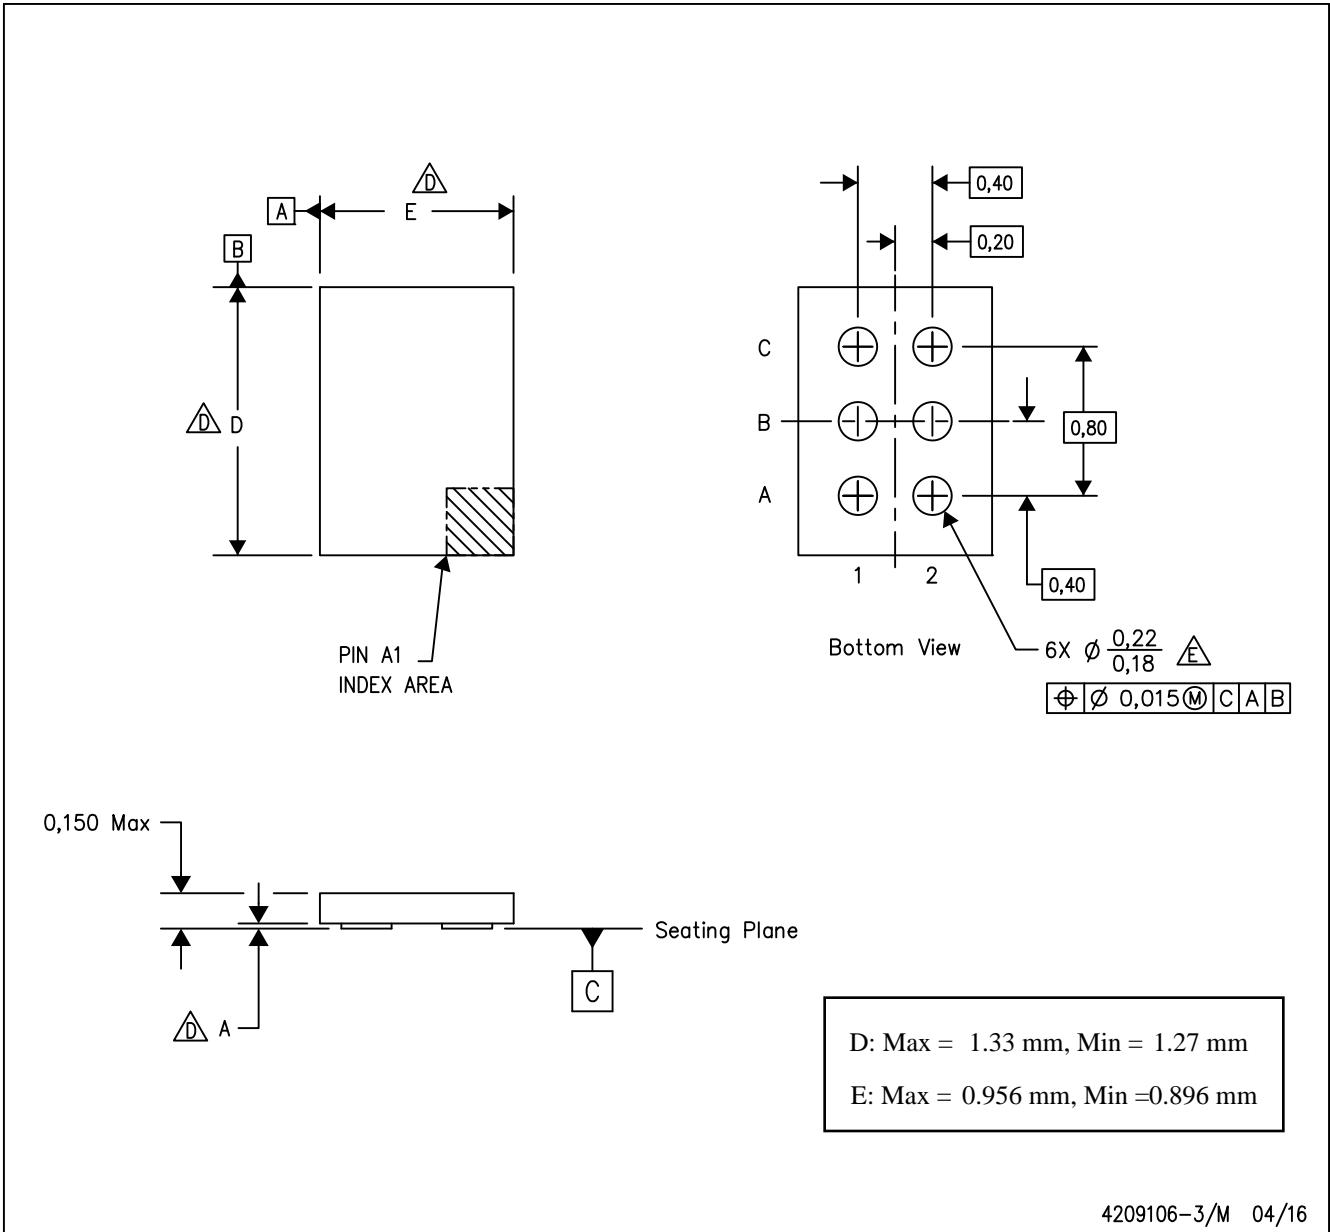 D
A
E
B
D
D
PIN A1
INDEX AREA
0,40
0,20
C
B
A
0,80
0,40
1 2
Bottom View
6X Ø 0,22
0,18
E
⌖ Ø 0,015 Ⓜ C A B
0,150 Max
Seating Plane
C
D A
D: Max = 1.33 mm, Min = 1.27 mm
E: Max = 0.956 mm, Min =0.896 mm
4209106-3/M 04/16